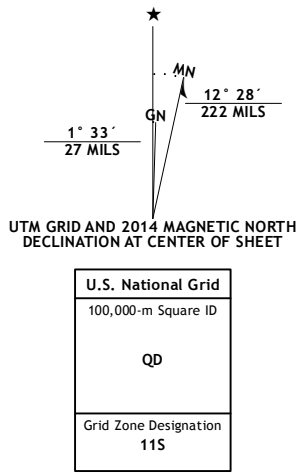 ★
MN
GN
12° 28´
222 MILS
1° 33´
27 MILS
UTM GRID AND 2014 MAGNETIC NORTH
DECLINATION AT CENTER OF SHEET
U.S. National Grid
100,000-m Square ID
QD
Grid Zone Designation
11S